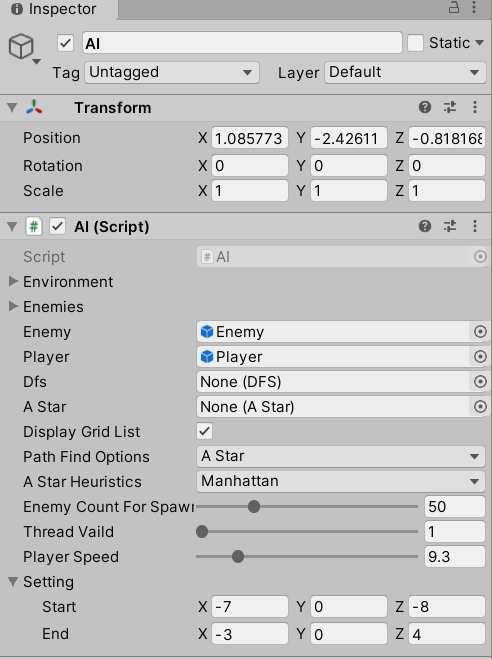 Inspector
AI Static
Tag Untagged Layer Default
Transform
Position X 1.085773 Y -2.42611 Z -0.818168
Rotation X 0 Y 0 Z 0
Scale X 1 Y 1 Z 1
# AI (Script)
Script # AI
Environment
Enemies
Enemy Enemy
Player Player
Dfs None (DFS)
A Star None (A Star)
Display Grid List
Path Find Options A Star
A Star Heuristics Manhattan
Enemy Count For Spawn 50
Thread Vaild 1
Player Speed 9.3
Setting
Start X -7 Y 0 Z -8
End X -3 Y 0 Z 4